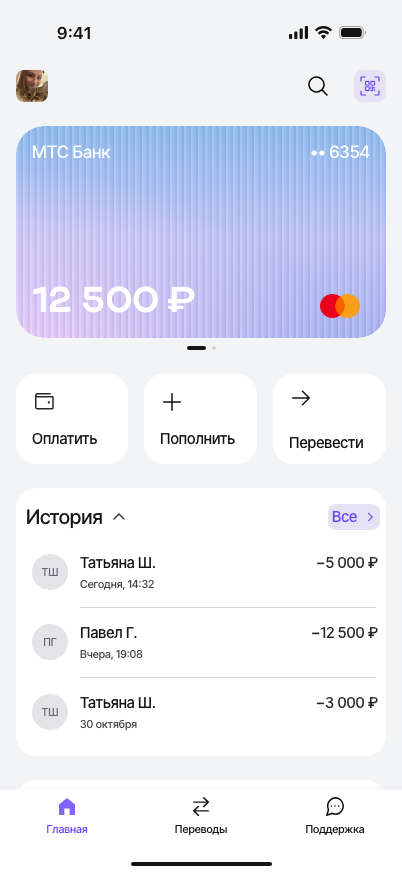 9:41
МТС Банк
•• 6354
12 500 ₽
Оплатить
Пополнить
Перевести
История
Все
ТШ
Татьяна Ш.
−5 000 ₽
Сегодня, 14:32
ПГ
Павел Г.
−12 500 ₽
Вчера, 19:08
ТШ
Татьяна Ш.
−3 000 ₽
30 октября
Главная
Переводы
Поддержка